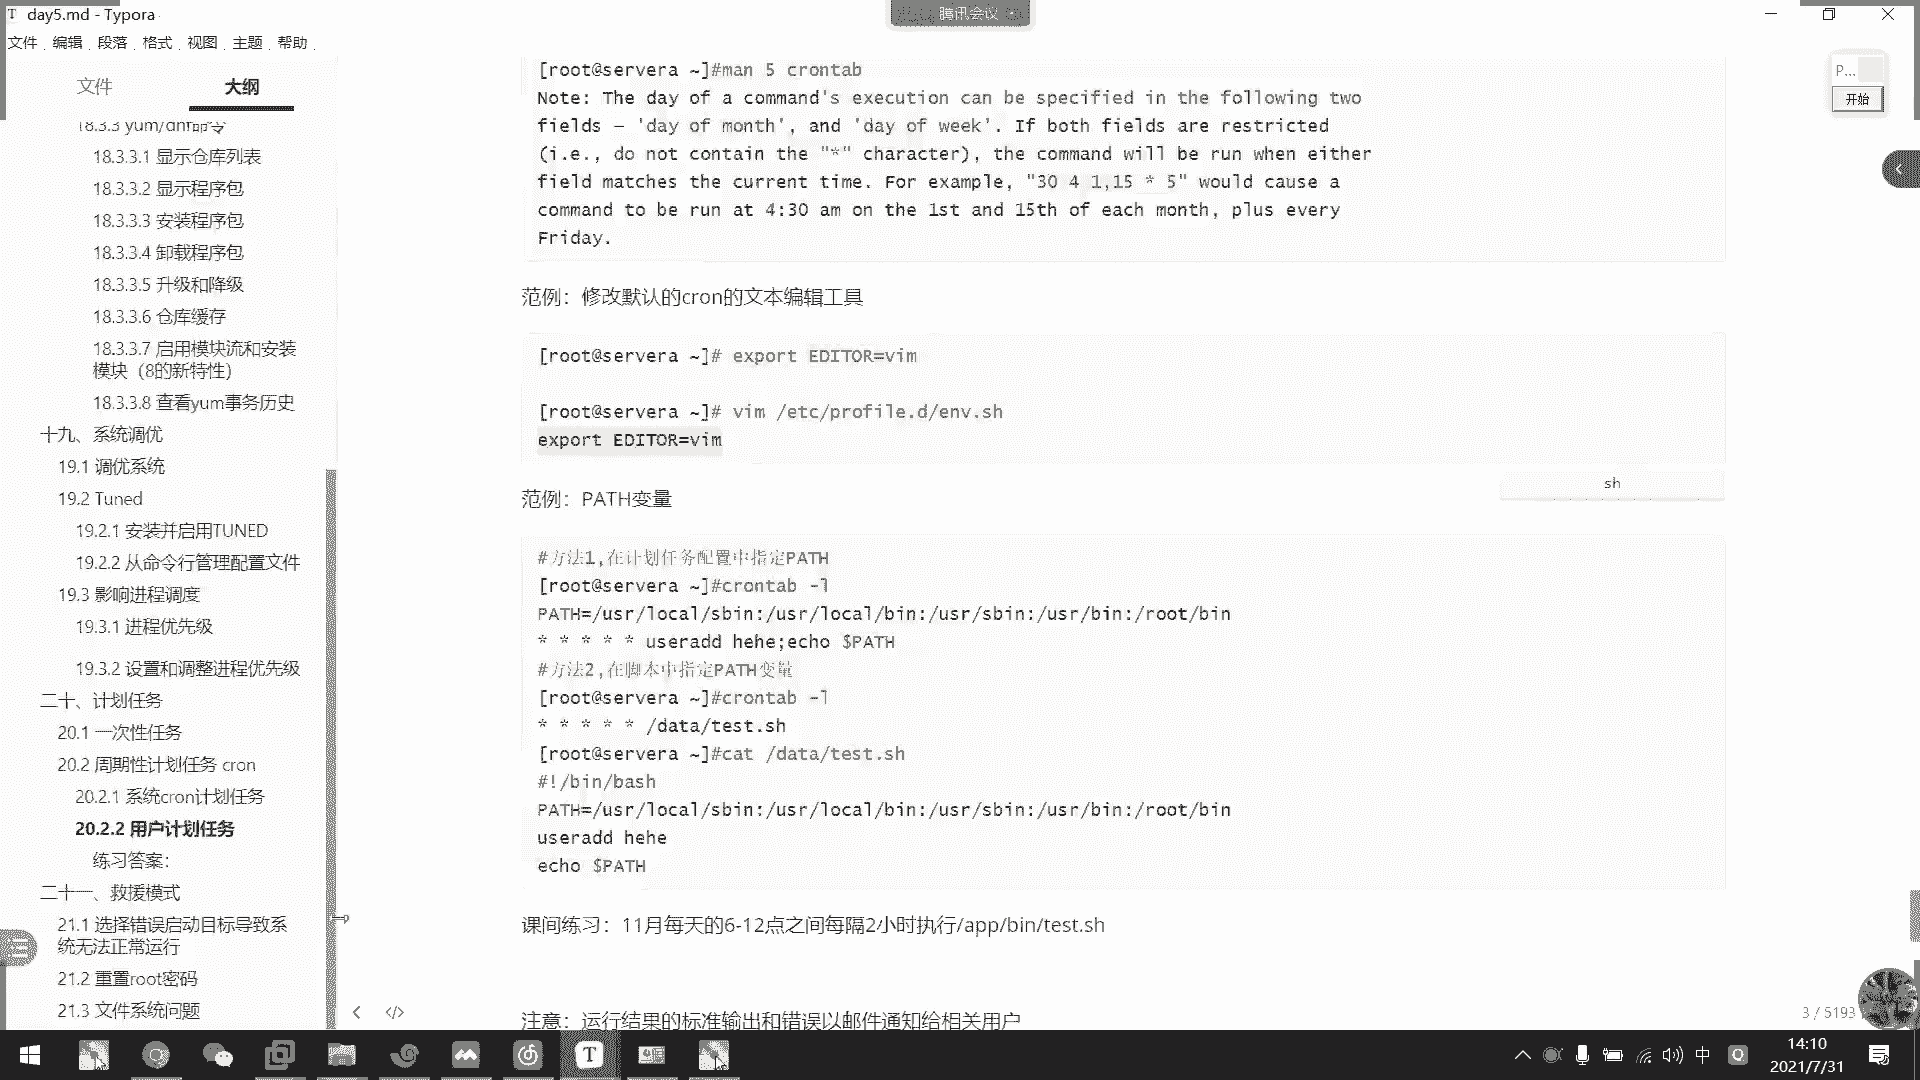 day5.md - Typora
腾讯会议
文件 编辑 段落 格式 视图 主题 帮助
文件 大纲
18.3.3 yum/dnf命令
18.3.3.1 显示仓库列表
18.3.3.2 显示程序包
18.3.3.3 安装程序包
18.3.3.4 卸载程序包
18.3.3.5 升级和降级
18.3.3.6 仓库缓存
18.3.3.7 启用模块流和安装
模块（8的新特性）
18.3.3.8 查看yum事务历史
十九、系统调优
19.1 调优系统
19.2 Tuned
19.2.1 安装并启用TUNED
19.2.2 从命令行管理配置文件
19.3 影响进程调度
19.3.1 进程优先级
19.3.2 设置和调整进程优先级
二十、计划任务
20.1 一次性任务
20.2 周期性计划任务 cron
20.2.1 系统cron计划任务
20.2.2 用户计划任务
练习答案：
二十一、救援模式
21.1 选择错误启动目标导致系
统无法正常运行
21.2 重置root密码
21.3 文件系统问题
[root@servera ~]#man 5 crontab
Note: The day of a command's execution can be specified in the following two
fields — 'day of month', and 'day of week'. If both fields are restricted
(i.e., do not contain the "*" character), the command will be run when either
field matches the current time. For example, "30 4 1,15 * 5" would cause a
command to be run at 4:30 am on the 1st and 15th of each month, plus every
Friday.
范例：修改默认的cron的文本编辑工具
[root@servera ~]# export EDITOR=vim
[root@servera ~]# vim /etc/profile.d/env.sh
export EDITOR=vim
sh
范例：PATH变量
#方法1,在计划任务配置中指定PATH
[root@servera ~]#crontab -l
PATH=/usr/local/sbin:/usr/local/bin:/usr/sbin:/usr/bin:/root/bin
* * * * * useradd hehe;echo $PATH
#方法2,在脚本中指定PATH变量
[root@servera ~]#crontab -l
* * * * * /data/test.sh
[root@servera ~]#cat /data/test.sh
#!/bin/bash
PATH=/usr/local/sbin:/usr/local/bin:/usr/sbin:/usr/bin:/root/bin
useradd hehe
echo $PATH
课间练习：11月每天的6-12点之间每隔2小时执行/app/bin/test.sh
注意：运行结果的标准输出和错误以邮件通知给相关用户
P...
开始
3 / 5193
中
14:10
2021/7/31